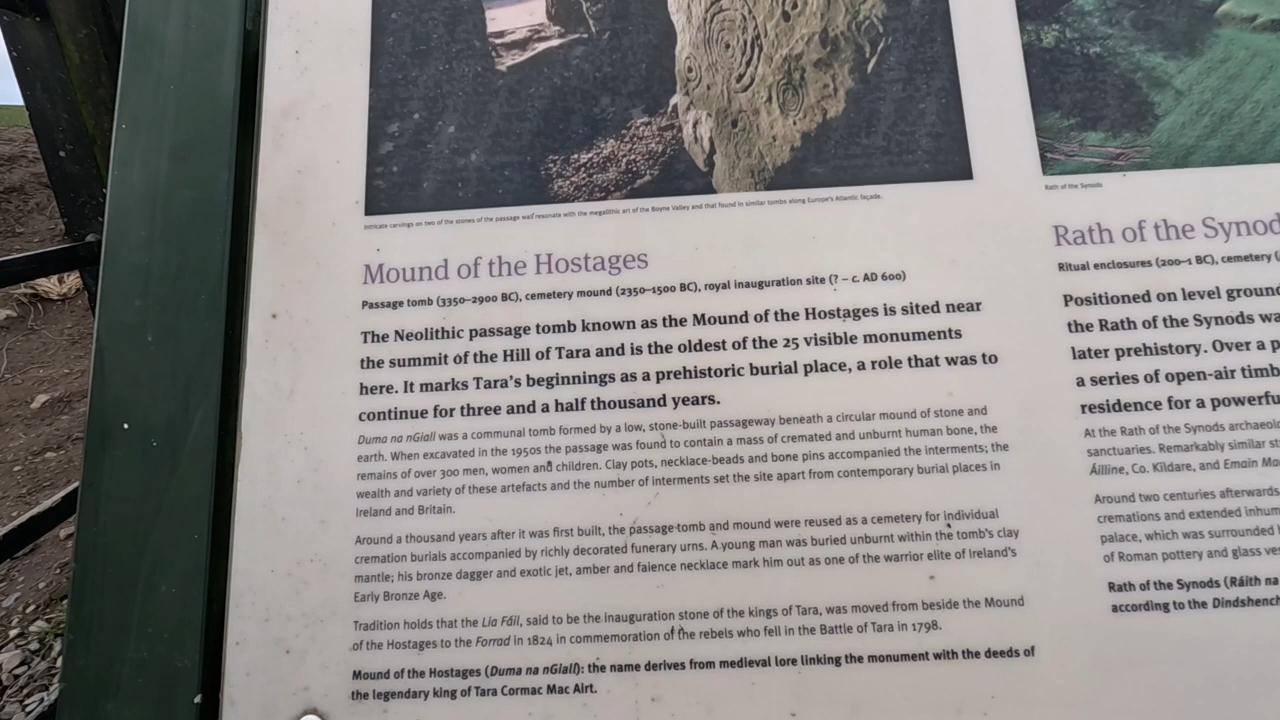 Intricate carvings on two of the stones of the passage wall resonate with the megalithic art of the Boyne Valley and that found in similar tombs along Europe's Atlantic façade.
Mound of the Hostages
Passage tomb (3350–2900 BC), cemetery mound (2350–1500 BC), royal inauguration site (? – c. AD 600)
The Neolithic passage tomb known as the Mound of the Hostages is sited near
the summit of the Hill of Tara and is the oldest of the 25 visible monuments
here. It marks Tara's beginnings as a prehistoric burial place, a role that was to
continue for three and a half thousand years.
Duma na nGiall was a communal tomb formed by a low, stone-built passageway beneath a circular mound of stone and
earth. When excavated in the 1950s the passage was found to contain a mass of cremated and unburnt human bone, the
remains of over 300 men, women and children. Clay pots, necklace-beads and bone pins accompanied the interments; the
wealth and variety of these artefacts and the number of interments set the site apart from contemporary burial places in
Ireland and Britain.
Around a thousand years after it was first built, the passage tomb and mound were reused as a cemetery for individual
cremation burials accompanied by richly decorated funerary urns. A young man was buried unburnt within the tomb's clay
mantle; his bronze dagger and exotic jet, amber and faience necklace mark him out as one of the warrior elite of Ireland's
Early Bronze Age.
Tradition holds that the Lia Fáil, said to be the inauguration stone of the kings of Tara, was moved from beside the Mound
of the Hostages to the Forrad in 1824 in commemoration of the rebels who fell in the Battle of Tara in 1798.
Mound of the Hostages (Duma na nGiall): the name derives from medieval lore linking the monument with the deeds of
the legendary king of Tara Cormac Mac Airt.
Rath of the Synods
Rath of the Synod
Ritual enclosures (200–1 BC), cemetery
Positioned on level ground
the Rath of the Synods wa
later prehistory. Over a p
a series of open-air timb
residence for a powerfu
At the Rath of the Synods archaeolo
sanctuaries. Remarkably similar st
Áilline, Co. Kildare, and Emain Ma
Around two centuries afterwards
cremations and extended inhum
palace, which was surrounded
of Roman pottery and glass ves
Rath of the Synods (Ráith na
according to the Dindshench